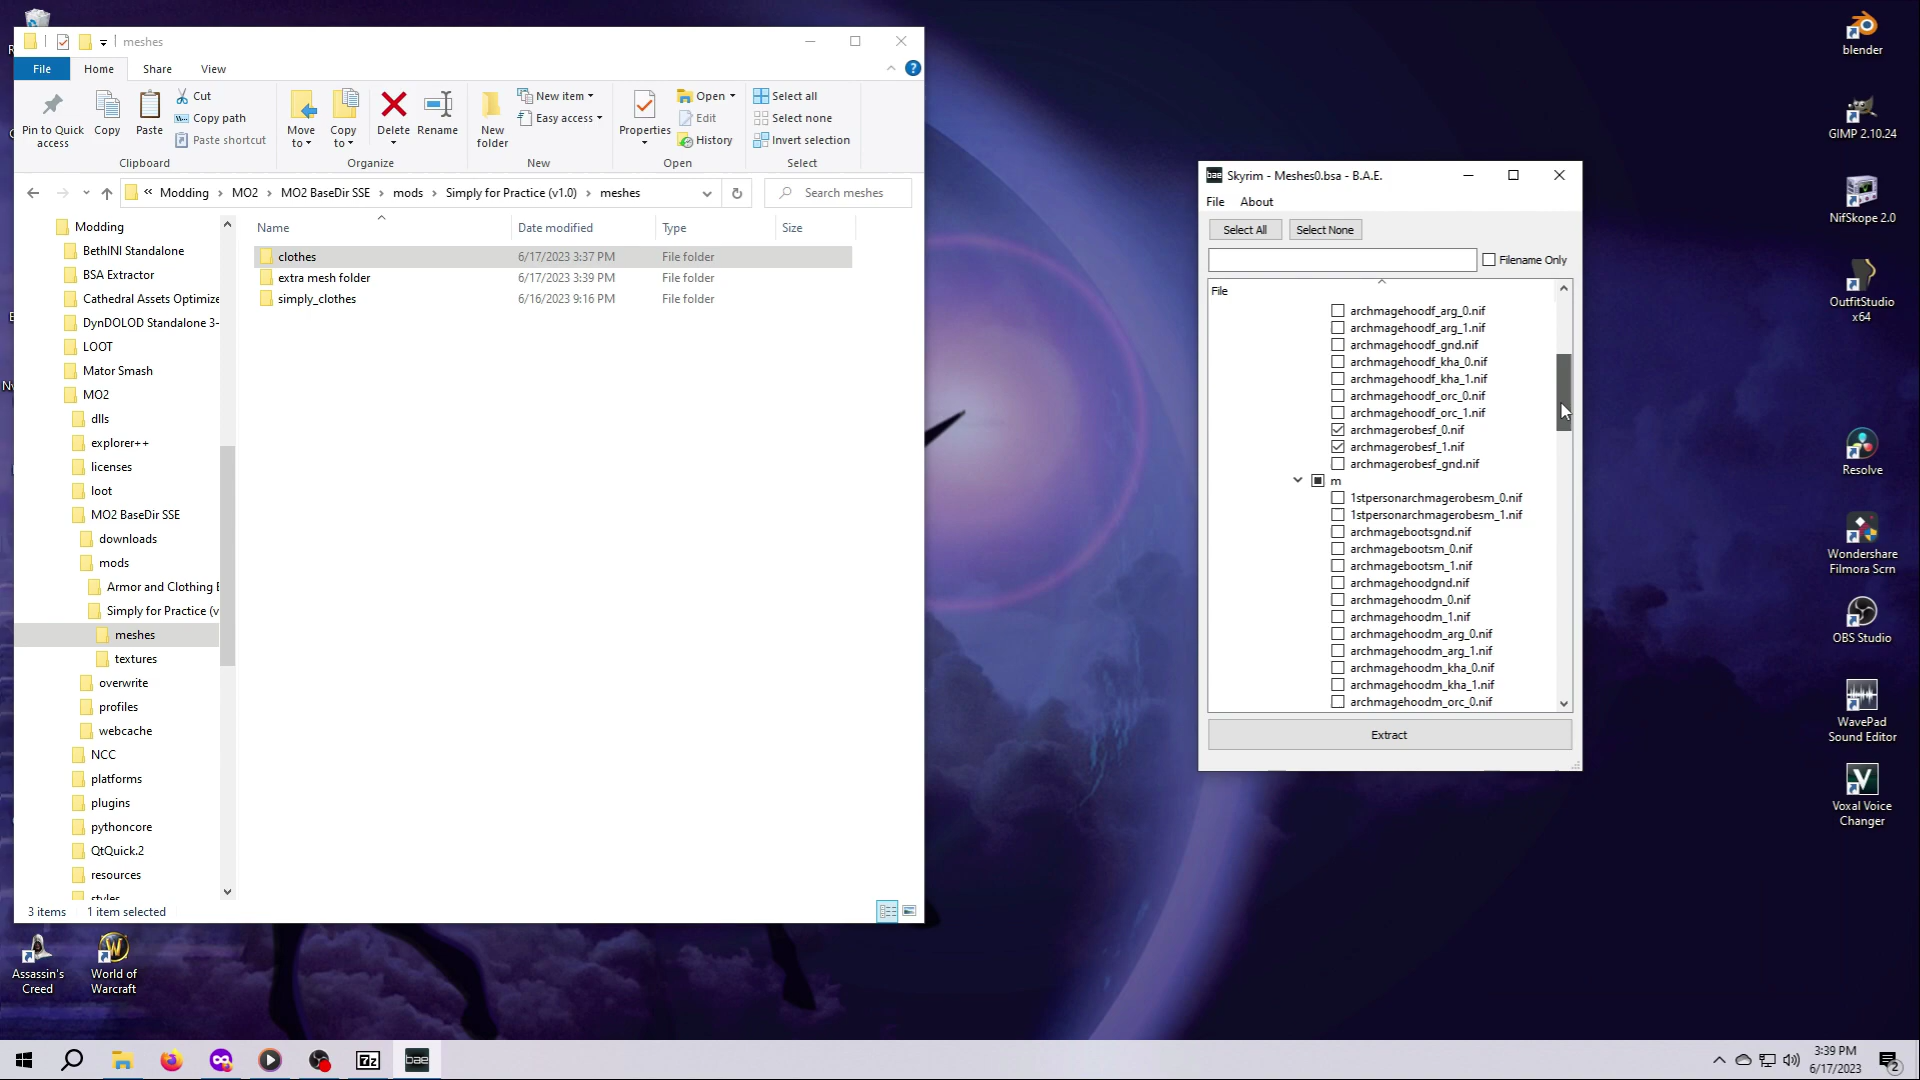 meshes
File
Home
Share
View
Pin to Quick access
Copy
Paste
Cut
Copy path
Paste shortcut
Clipboard
Move to
Copy to
Delete
Rename
Organize
New folder
New item
Easy access
New
Properties
Open
Edit
History
Open
Select all
Select none
Invert selection
Select
« Modding › MO2 › MO2 BaseDir SSE › mods › Simply for Practice (v1.0) › meshes
Search meshes
Modding
BethINI Standalone
BSA Extractor
Cathedral Assets Optimize
DynDOLOD Standalone 3-
LOOT
Mator Smash
MO2
dlls
explorer++
licenses
loot
MO2 BaseDir SSE
downloads
mods
Armor and Clothing E
Simply for Practice (v
meshes
textures
overwrite
profiles
webcache
NCC
platforms
plugins
pythoncore
QtQuick.2
resources
styles
Name Date modified Type Size
clothes 6/17/2023 3:37 PM File folder
extra mesh folder 6/17/2023 3:39 PM File folder
simply_clothes 6/16/2023 9:16 PM File folder
3 items 1 item selected
bae Skyrim - Meshes0.bsa - B.A.E.
File About
Select All
Select None
Filename Only
File
archmagehoodf_arg_0.nif
archmagehoodf_arg_1.nif
archmagehoodf_gnd.nif
archmagehoodf_kha_0.nif
archmagehoodf_kha_1.nif
archmagehoodf_orc_0.nif
archmagehoodf_orc_1.nif
archmagerobesf_0.nif
archmagerobesf_1.nif
archmagerobesf_gnd.nif
m
1stpersonarchmagerobesm_0.nif
1stpersonarchmagerobesm_1.nif
archmagebootsgnd.nif
archmagebootsm_0.nif
archmagebootsm_1.nif
archmagehoodgnd.nif
archmagehoodm_0.nif
archmagehoodm_1.nif
archmagehoodm_arg_0.nif
archmagehoodm_arg_1.nif
archmagehoodm_kha_0.nif
archmagehoodm_kha_1.nif
archmagehoodm_orc_0.nif
Extract
blender
GIMP 2.10.24
NifSkope 2.0
OutfitStudio
x64
Resolve
Wondershare
Filmora Scrn
OBS Studio
WavePad
Sound Editor
Voxal Voice
Changer
Assassin's
Creed
World of
Warcraft
7z
bae
3:39 PM
6/17/2023
2